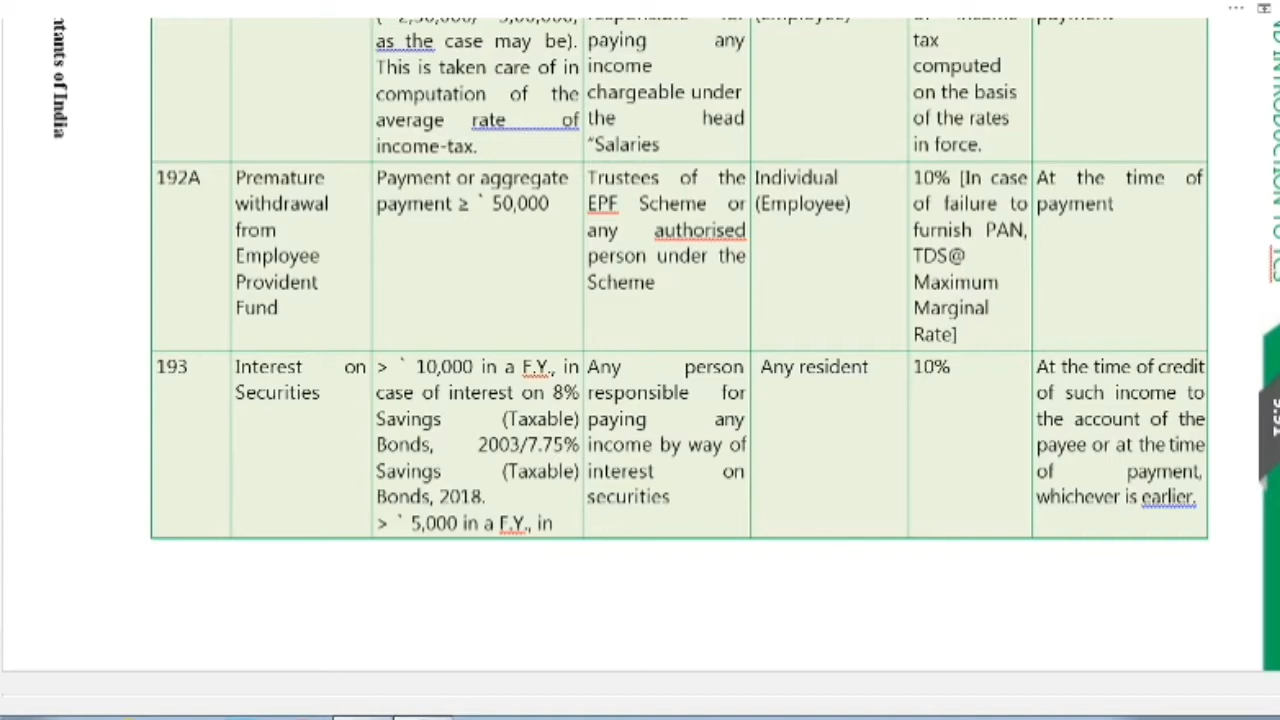 tants of India
as the case may be).
This is taken care of in
computation of the
average rate of
income-tax.
paying any
income
chargeable under
the head
“Salaries
tax
computed
on the basis
of the rates
in force.
192A
Premature
withdrawal
from
Employee
Provident
Fund
Payment or aggregate
payment ≥ ` 50,000
Trustees of the
EPF Scheme or
any authorised
person under the
Scheme
Individual
(Employee)
10% [In case
of failure to
furnish PAN,
TDS@
Maximum
Marginal
Rate]
At the time of
payment
193
Interest on
Securities
> ` 10,000 in a F.Y., in
case of interest on 8%
Savings (Taxable)
Bonds, 2003/7.75%
Savings (Taxable)
Bonds, 2018.
> ` 5,000 in a F.Y., in
Any person
responsible for
paying any
income by way of
interest on
securities
Any resident
10%
At the time of credit
of such income to
the account of the
payee or at the time
of payment,
whichever is earlier.